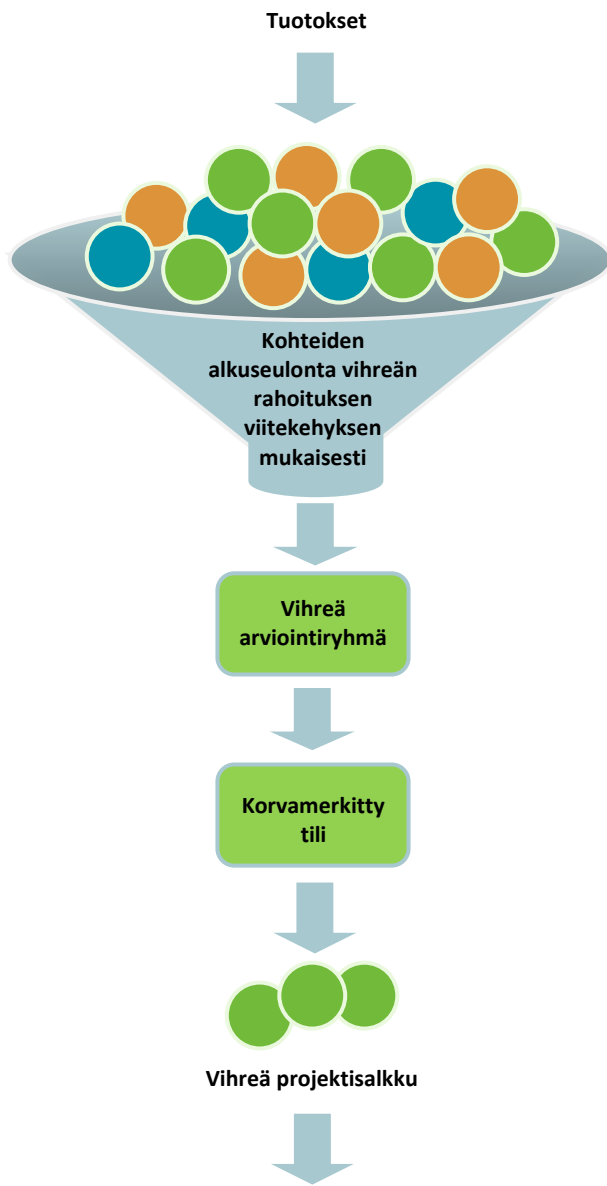 Tuotokset
Kohteiden
alkuseulonta vihreän
rahoituksen
viitekehyksen
mukaisesti
Vihreä
arviointiryhmä
Korvamerkitty
tili
Vihreä projektisalkku